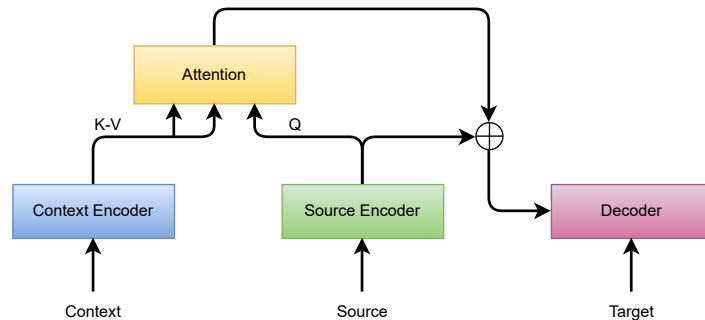 Attention
K-V
Q
Context Encoder
Source Encoder
Decoder
Context
Source
Target